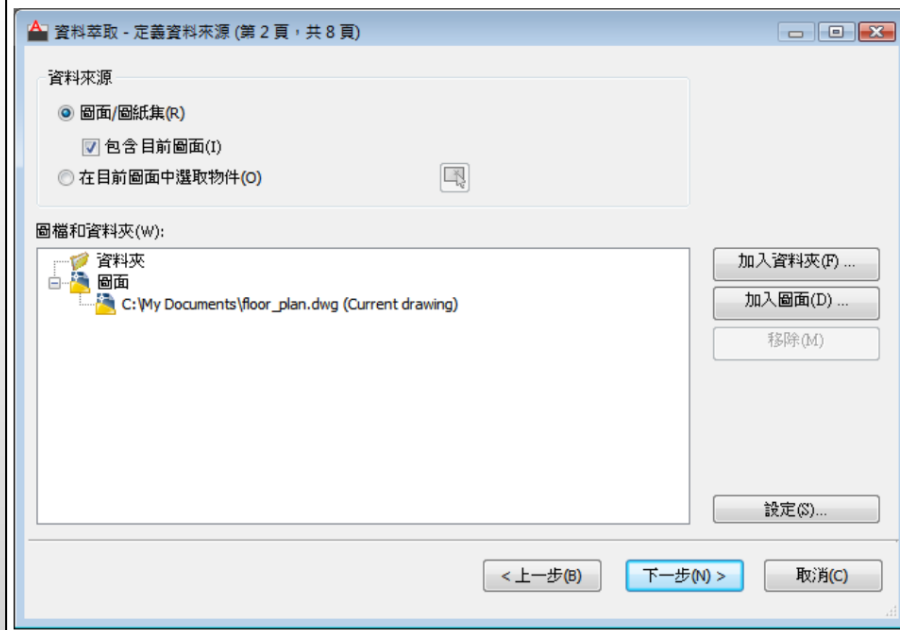 資料萃取 - 定義資料來源 (第 2 頁，共 8 頁)
資料來源
圖面/圖紙集(R)
包含目前圖面(I)
在目前圖面中選取物件(O)
圖檔和資料夾(W):
資料夾
圖面
C:\My Documents\floor_plan.dwg (Current drawing)
加入資料夾(F) ...
加入圖面(D) ...
移除(M)
設定(S)...
< 上一步(B)
下一步(N) >
取消(C)